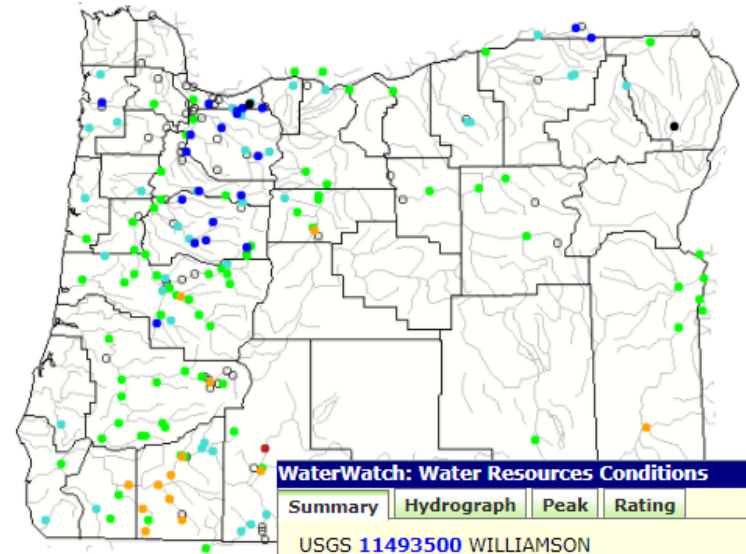 WaterWatch: Water Resources Conditions
Summary Hydrograph Peak Rating
USGS 11493500 WILLIAMSON